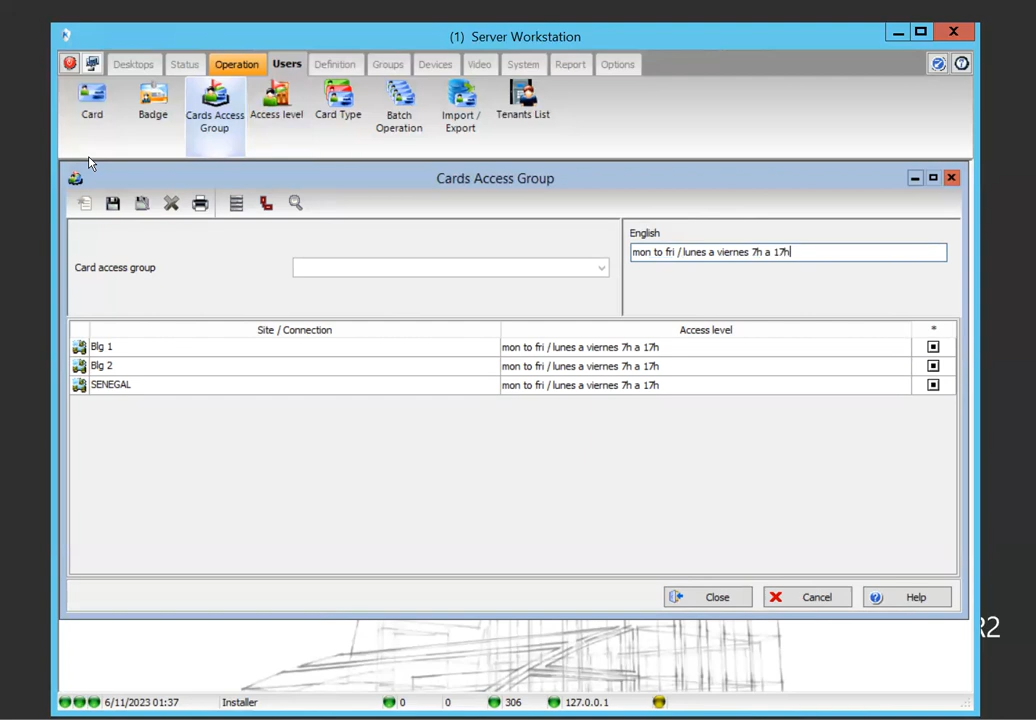 (1) Server Workstation
Desktops Status Operation Users Definition Groups Devices Video System Report Options
Card Badge Cards Access Group Access level Card Type Batch Operation Import / Export Tenants List
Cards Access Group
English
mon to fri / lunes a viernes 7h a 17h
Card access group
Site / Connection Access level *
Blg 1 mon to fri / lunes a viernes 7h a 17h
Blg 2 mon to fri / lunes a viernes 7h a 17h
SENEGAL mon to fri / lunes a viernes 7h a 17h
Close Cancel Help
R2
6/11/2023 01:37 Installer 0 0 306 127.0.0.1